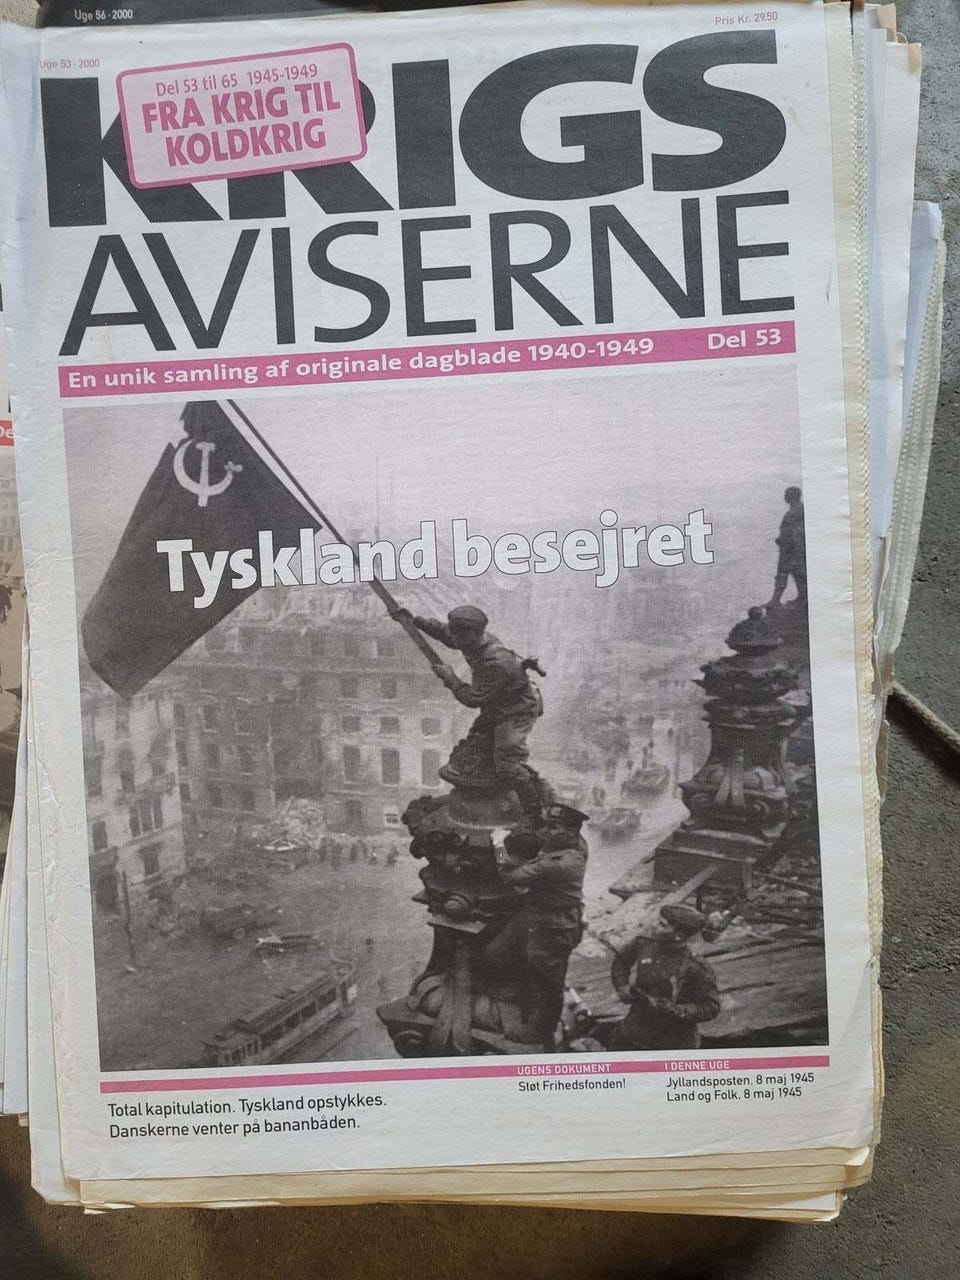 Uge 56 · 2000
Uge 53 · 2000
Pris Kr. 29,50
Del 53 til 65 1945-1949
FRA KRIG TIL
KOLDKRIG
KRIGS
AVISERNE
En unik samling af originale dagblade 1940-1949
Del 53
Tyskland besejret
Total kapitulation. Tyskland opstykkes.
Danskerne venter på bananbåden.
UGENS DOKUMENT
Støt Frihedsfonden!
I DENNE UGE
Jyllandsposten. 8 maj 1945
Land og Folk. 8 maj 1945